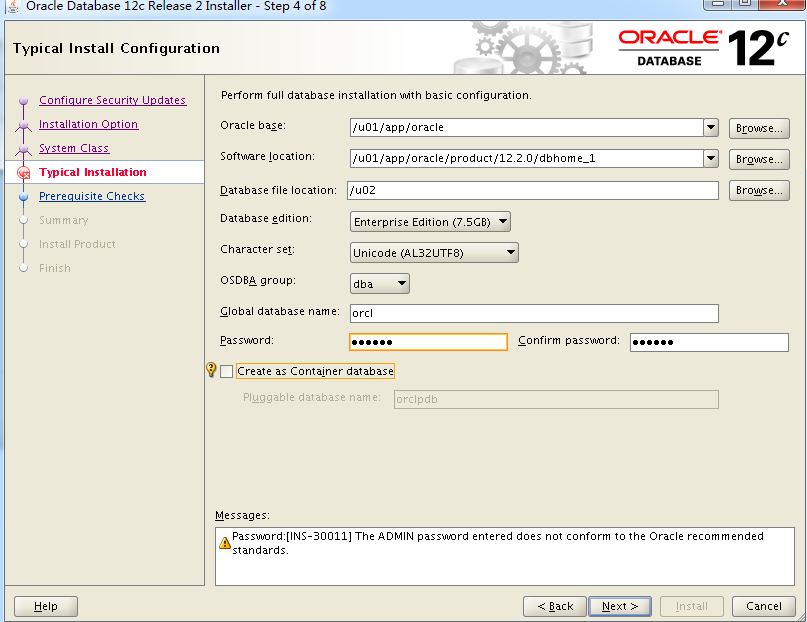 Oracle Database 12c Release 2 Installer - Step 4 of 8
Typical Install Configuration
ORACLE
DATABASE
12c
Configure Security Updates
Installation Option
System Class
Typical Installation
Prerequisite Checks
Summary
Install Product
Finish
Perform full database installation with basic configuration.
Oracle base: /u01/app/oracle Browse...
Software location: /u01/app/oracle/product/12.2.0/dbhome_1 Browse...
Database file location: /u02 Browse...
Database edition: Enterprise Edition (7.5GB)
Character set: Unicode (AL32UTF8)
OSDBA group: dba
Global database name: orcl
Password: •••••• Confirm password: ••••••
Create as Container database
Pluggable database name: orclpdb
Messages:
Password:[INS-30011] The ADMIN password entered does not conform to the Oracle recommended
standards.
Help < Back Next > Install Cancel